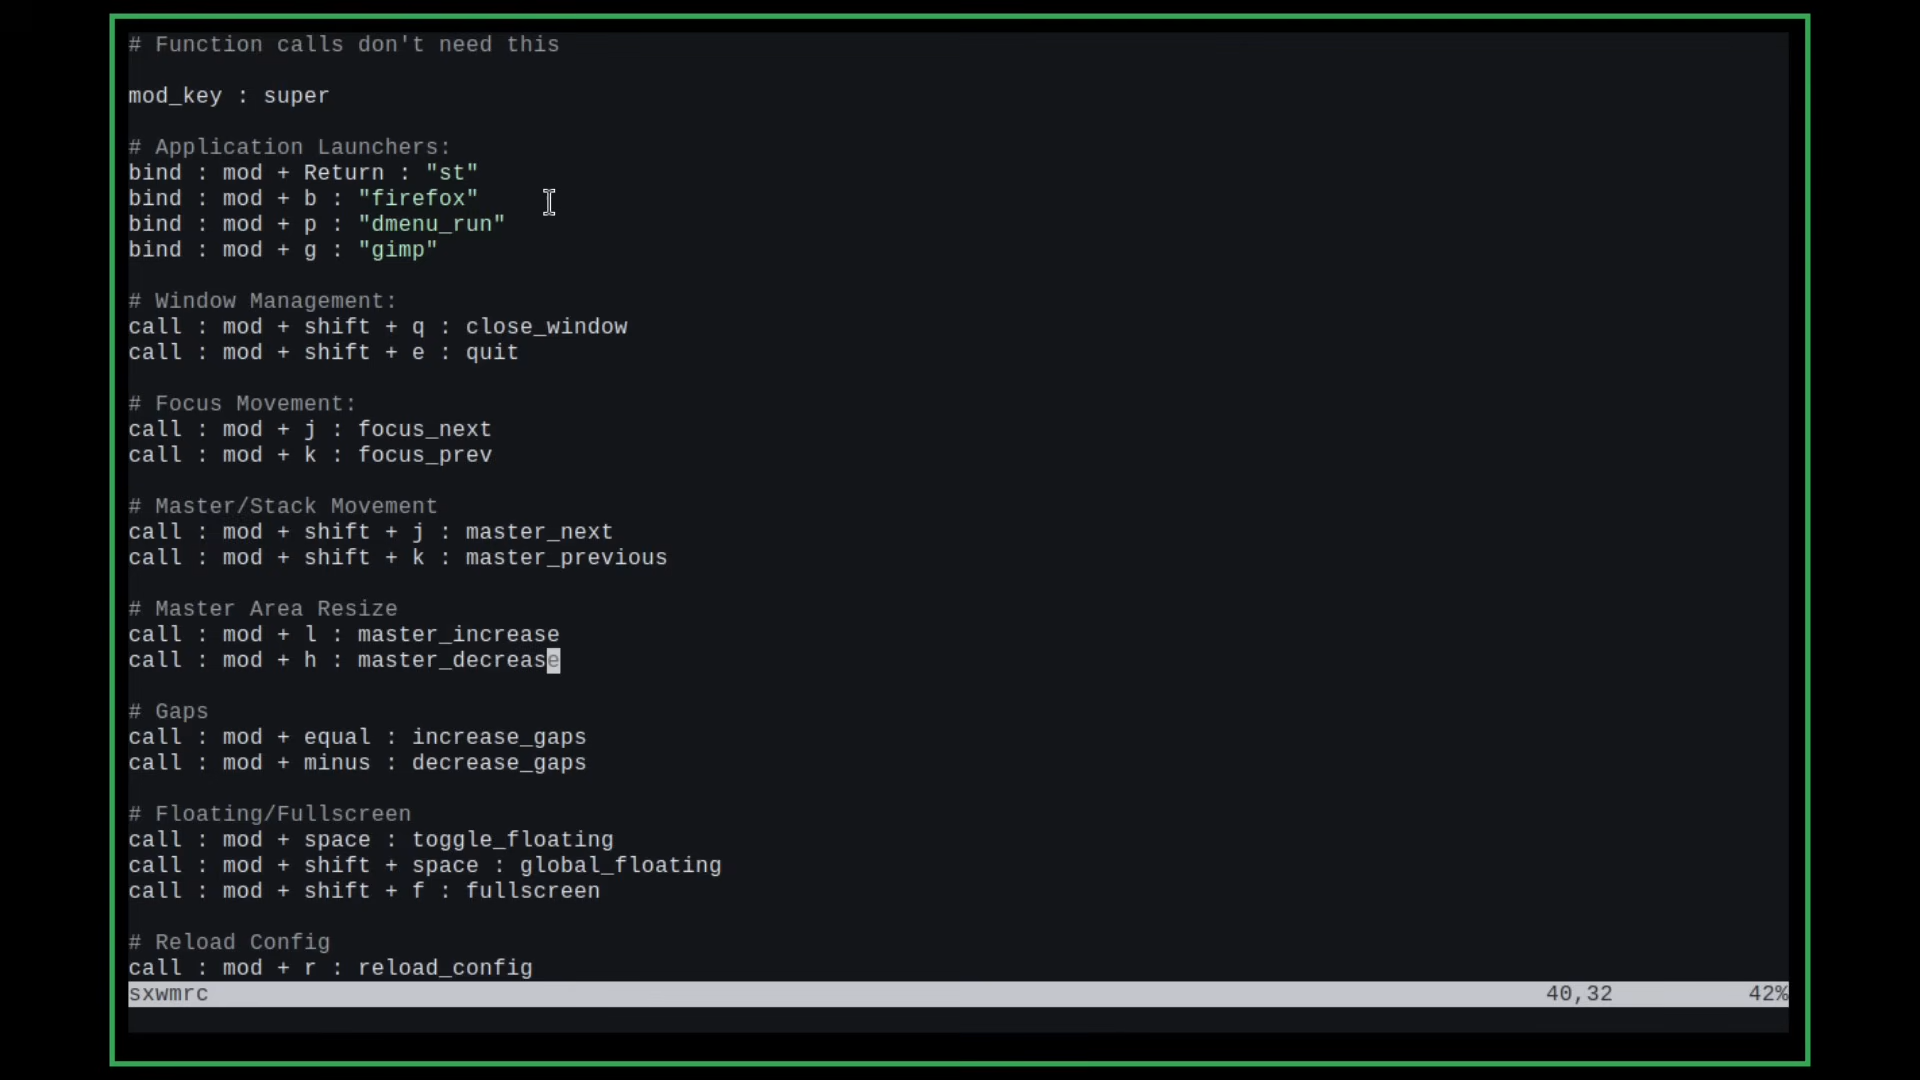 # Function calls don't need this
mod_key : super
# Application Launchers:
bind : mod + Return : "st"
bind : mod + b : "firefox"
bind : mod + p : "dmenu_run"
bind : mod + g : "gimp"
# Window Management:
call : mod + shift + q : close_window
call : mod + shift + e : quit
# Focus Movement:
call : mod + j : focus_next
call : mod + k : focus_prev
# Master/Stack Movement
call : mod + shift + j : master_next
call : mod + shift + k : master_previous
# Master Area Resize
call : mod + l : master_increase
call : mod + h : master_decrease
# Gaps
call : mod + equal : increase_gaps
call : mod + minus : decrease_gaps
# Floating/Fullscreen
call : mod + space : toggle_floating
call : mod + shift + space : global_floating
call : mod + shift + f : fullscreen
# Reload Config
call : mod + r : reload_config
sxwmrc 40,32 42%